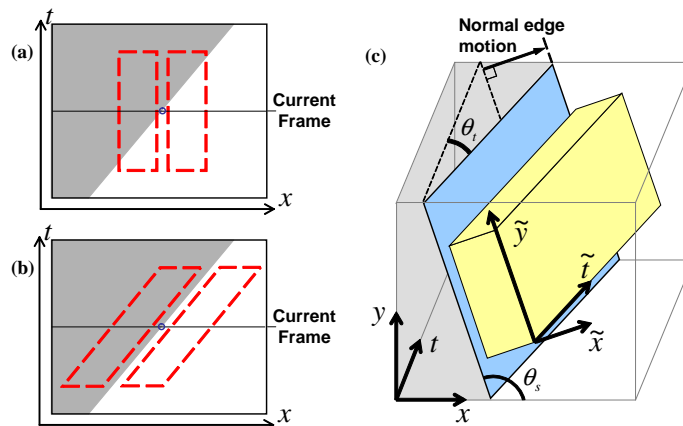 t
(a)
Current
Frame
x
t
(b)
Current
Frame
x
Normal edge
motion
(c)
θt
ỹ
t̃
x̃
y
t
x
θs